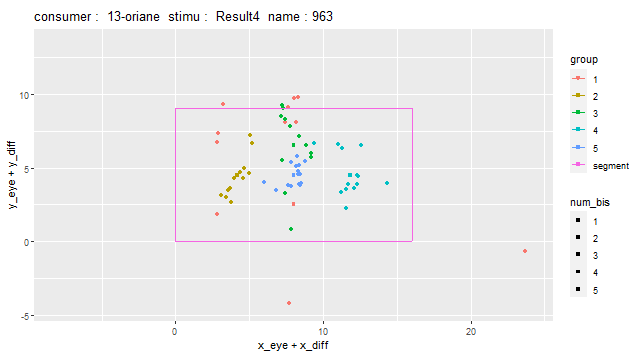 consumer :  13-oriane  stimu :  Result4  name : 963
y_eye + y_diff
10
5
0
-5
0
10
20
x_eye + x_diff
group
1
2
3
4
5
segment
num_bis
1
2
3
4
5